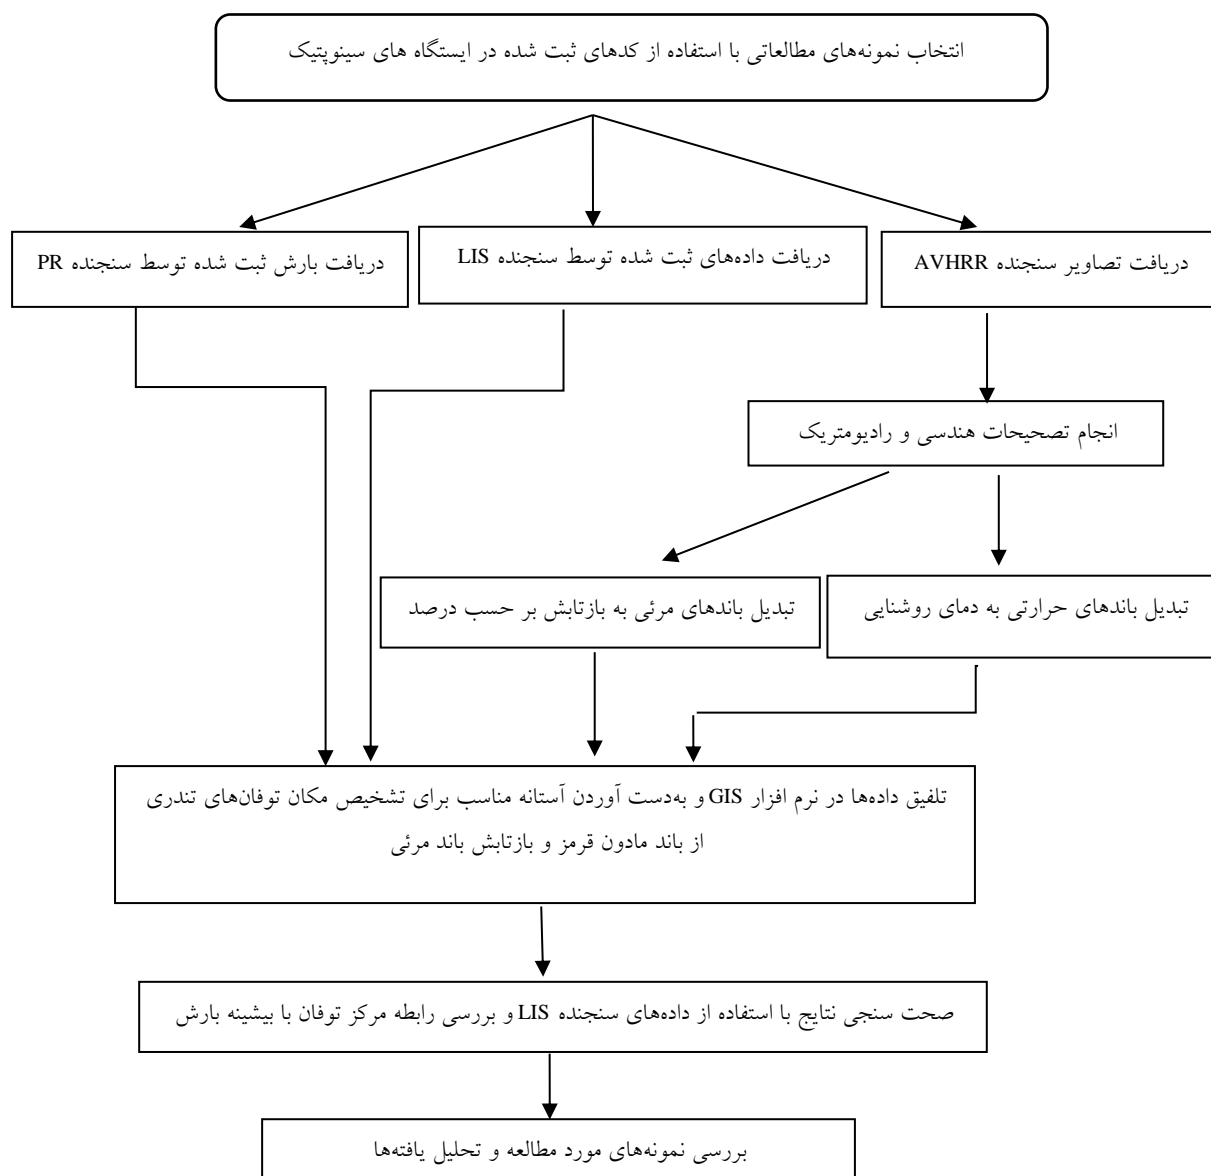 انتخاب نمونه‌های مطالعاتی با استفاده از کدهای ثبت شده در ایستگاه های سینوپتیک
دریافت تصاویر سنجنده AVHRR
دریافت داده‌های ثبت شده توسط سنجنده LIS
دریافت بارش ثبت شده توسط سنجنده PR
انجام تصحیحات هندسی و رادیومتریک
تبدیل باندهای حرارتی به دمای روشنایی
تبدیل باندهای مرئی به بازتابش بر حسب درصد
تلفیق داده‌ها در نرم افزار GIS و به‌دست آوردن آستانه مناسب برای تشخیص مکان توفان‌های تندری
از باند مادون قرمز و بازتابش باند مرئی
صحت سنجی نتایج با استفاده از داده‌های سنجنده LIS و بررسی رابطه مرکز توفان با بیشینه بارش
بررسی نمونه‌های مورد مطالعه و تحلیل یافته‌ها